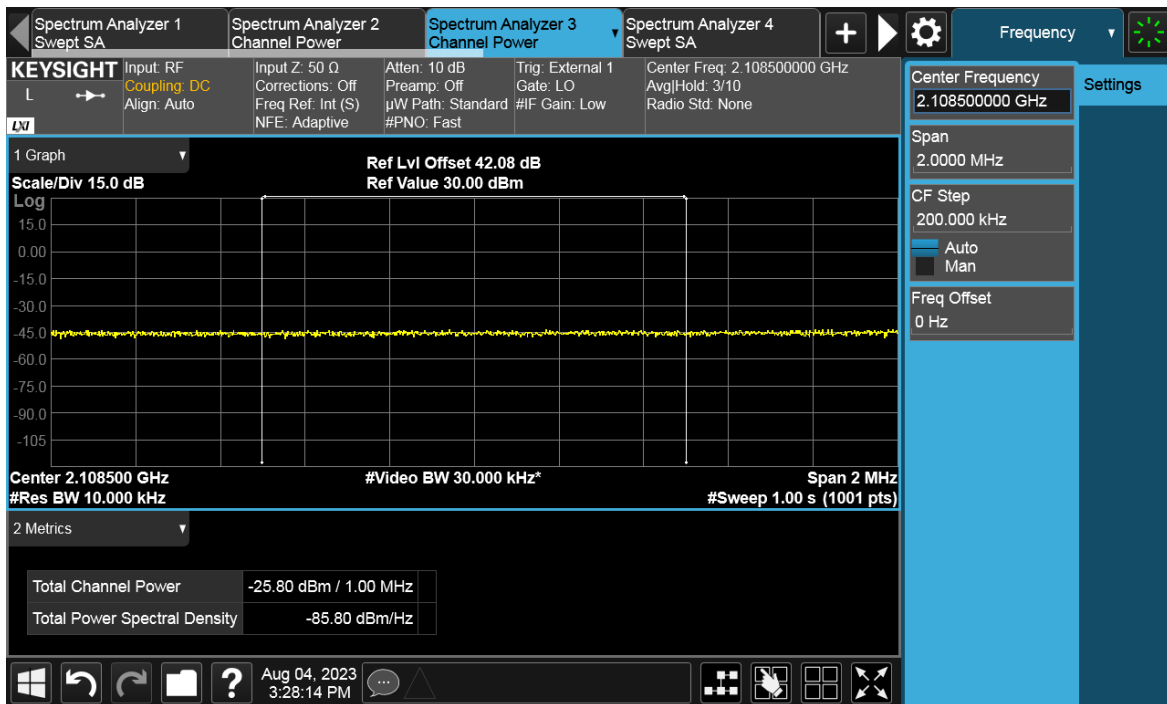 Spectrum Analyzer 1
Swept SA
Spectrum Analyzer 2
Channel Power
Spectrum Analyzer 3
Channel Power
Spectrum Analyzer 4
Swept SA
+
Frequency
KEYSIGHT
L
LXI
Input: RF
Coupling: DC
Align: Auto
Input Z: 50 Ω
Corrections: Off
Freq Ref: Int (S)
NFE: Adaptive
Atten: 10 dB
Preamp: Off
µW Path: Standard
#PNO: Fast
Trig: External 1
Gate: LO
#IF Gain: Low
Center Freq: 2.108500000 GHz
Avg|Hold: 3/10
Radio Std: None
Center Frequency
2.108500000 GHz
Settings
Span
2.0000 MHz
CF Step
200.000 kHz
Auto
Man
Freq Offset
0 Hz
1 Graph
Ref Lvl Offset 42.08 dB
Scale/Div 15.0 dB
Ref Value 30.00 dBm
Log
15.0
0.00
-15.0
-30.0
-45.0
-60.0
-75.0
-90.0
-105
Center 2.108500 GHz
#Video BW 30.000 kHz*
Span 2 MHz
#Res BW 10.000 kHz
#Sweep 1.00 s (1001 pts)
2 Metrics
Total Channel Power -25.80 dBm / 1.00 MHz
Total Power Spectral Density -85.80 dBm/Hz
?
Aug 04, 2023
3:28:14 PM